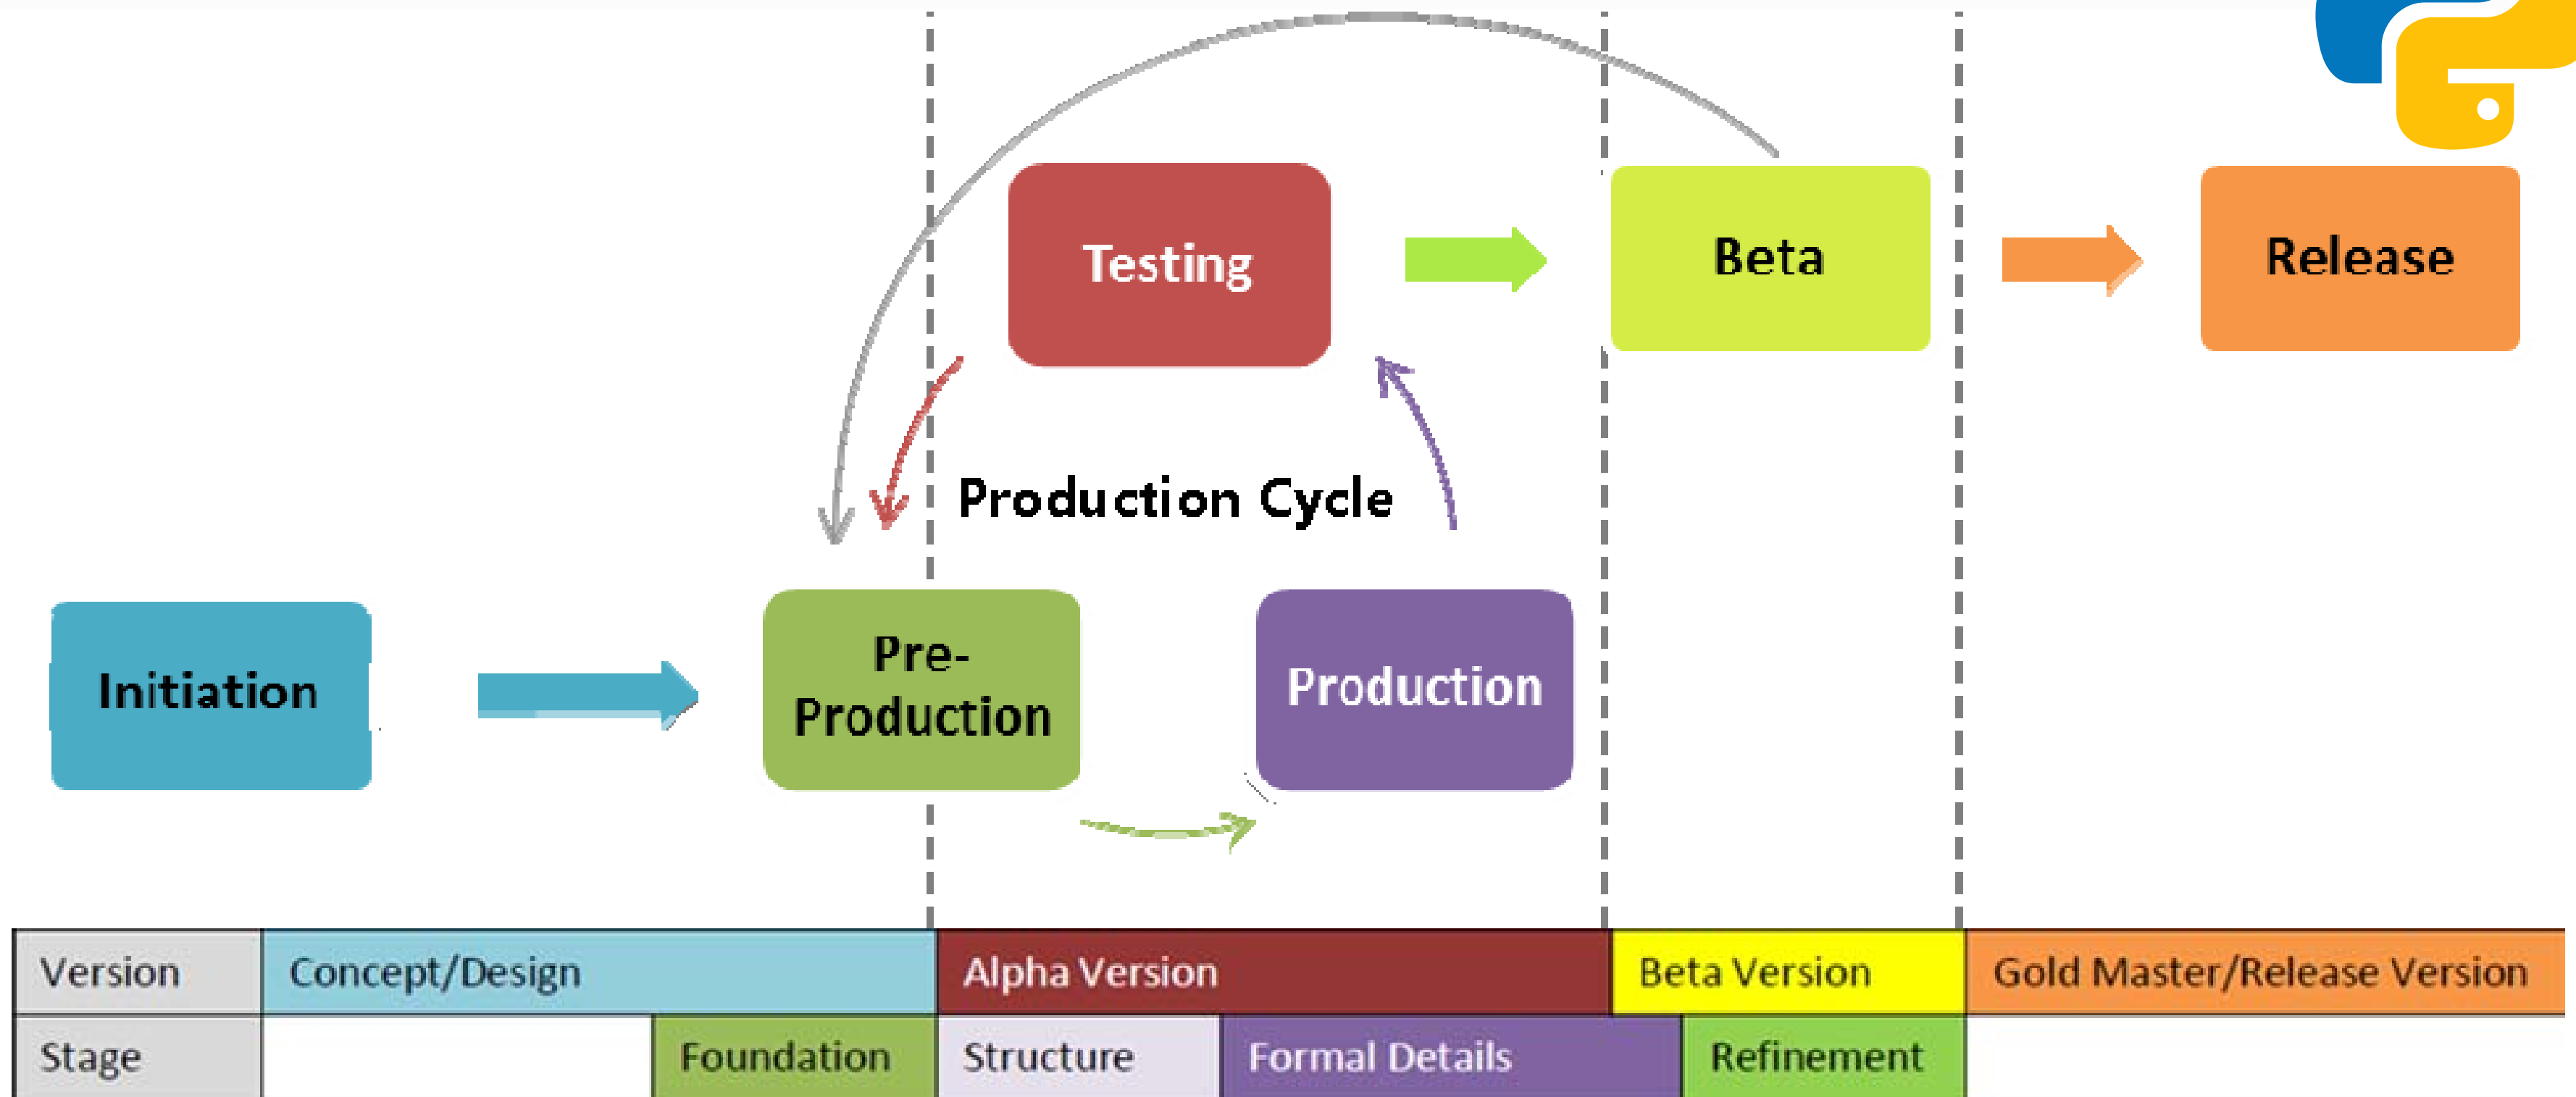 Testing
Beta
Release
Production Cycle
Initiation
Pre-
Production
Production
Version
Concept/Design
Alpha Version
Beta Version
Gold Master/Release Version
Stage
Foundation
Structure
Formal Details
Refinement